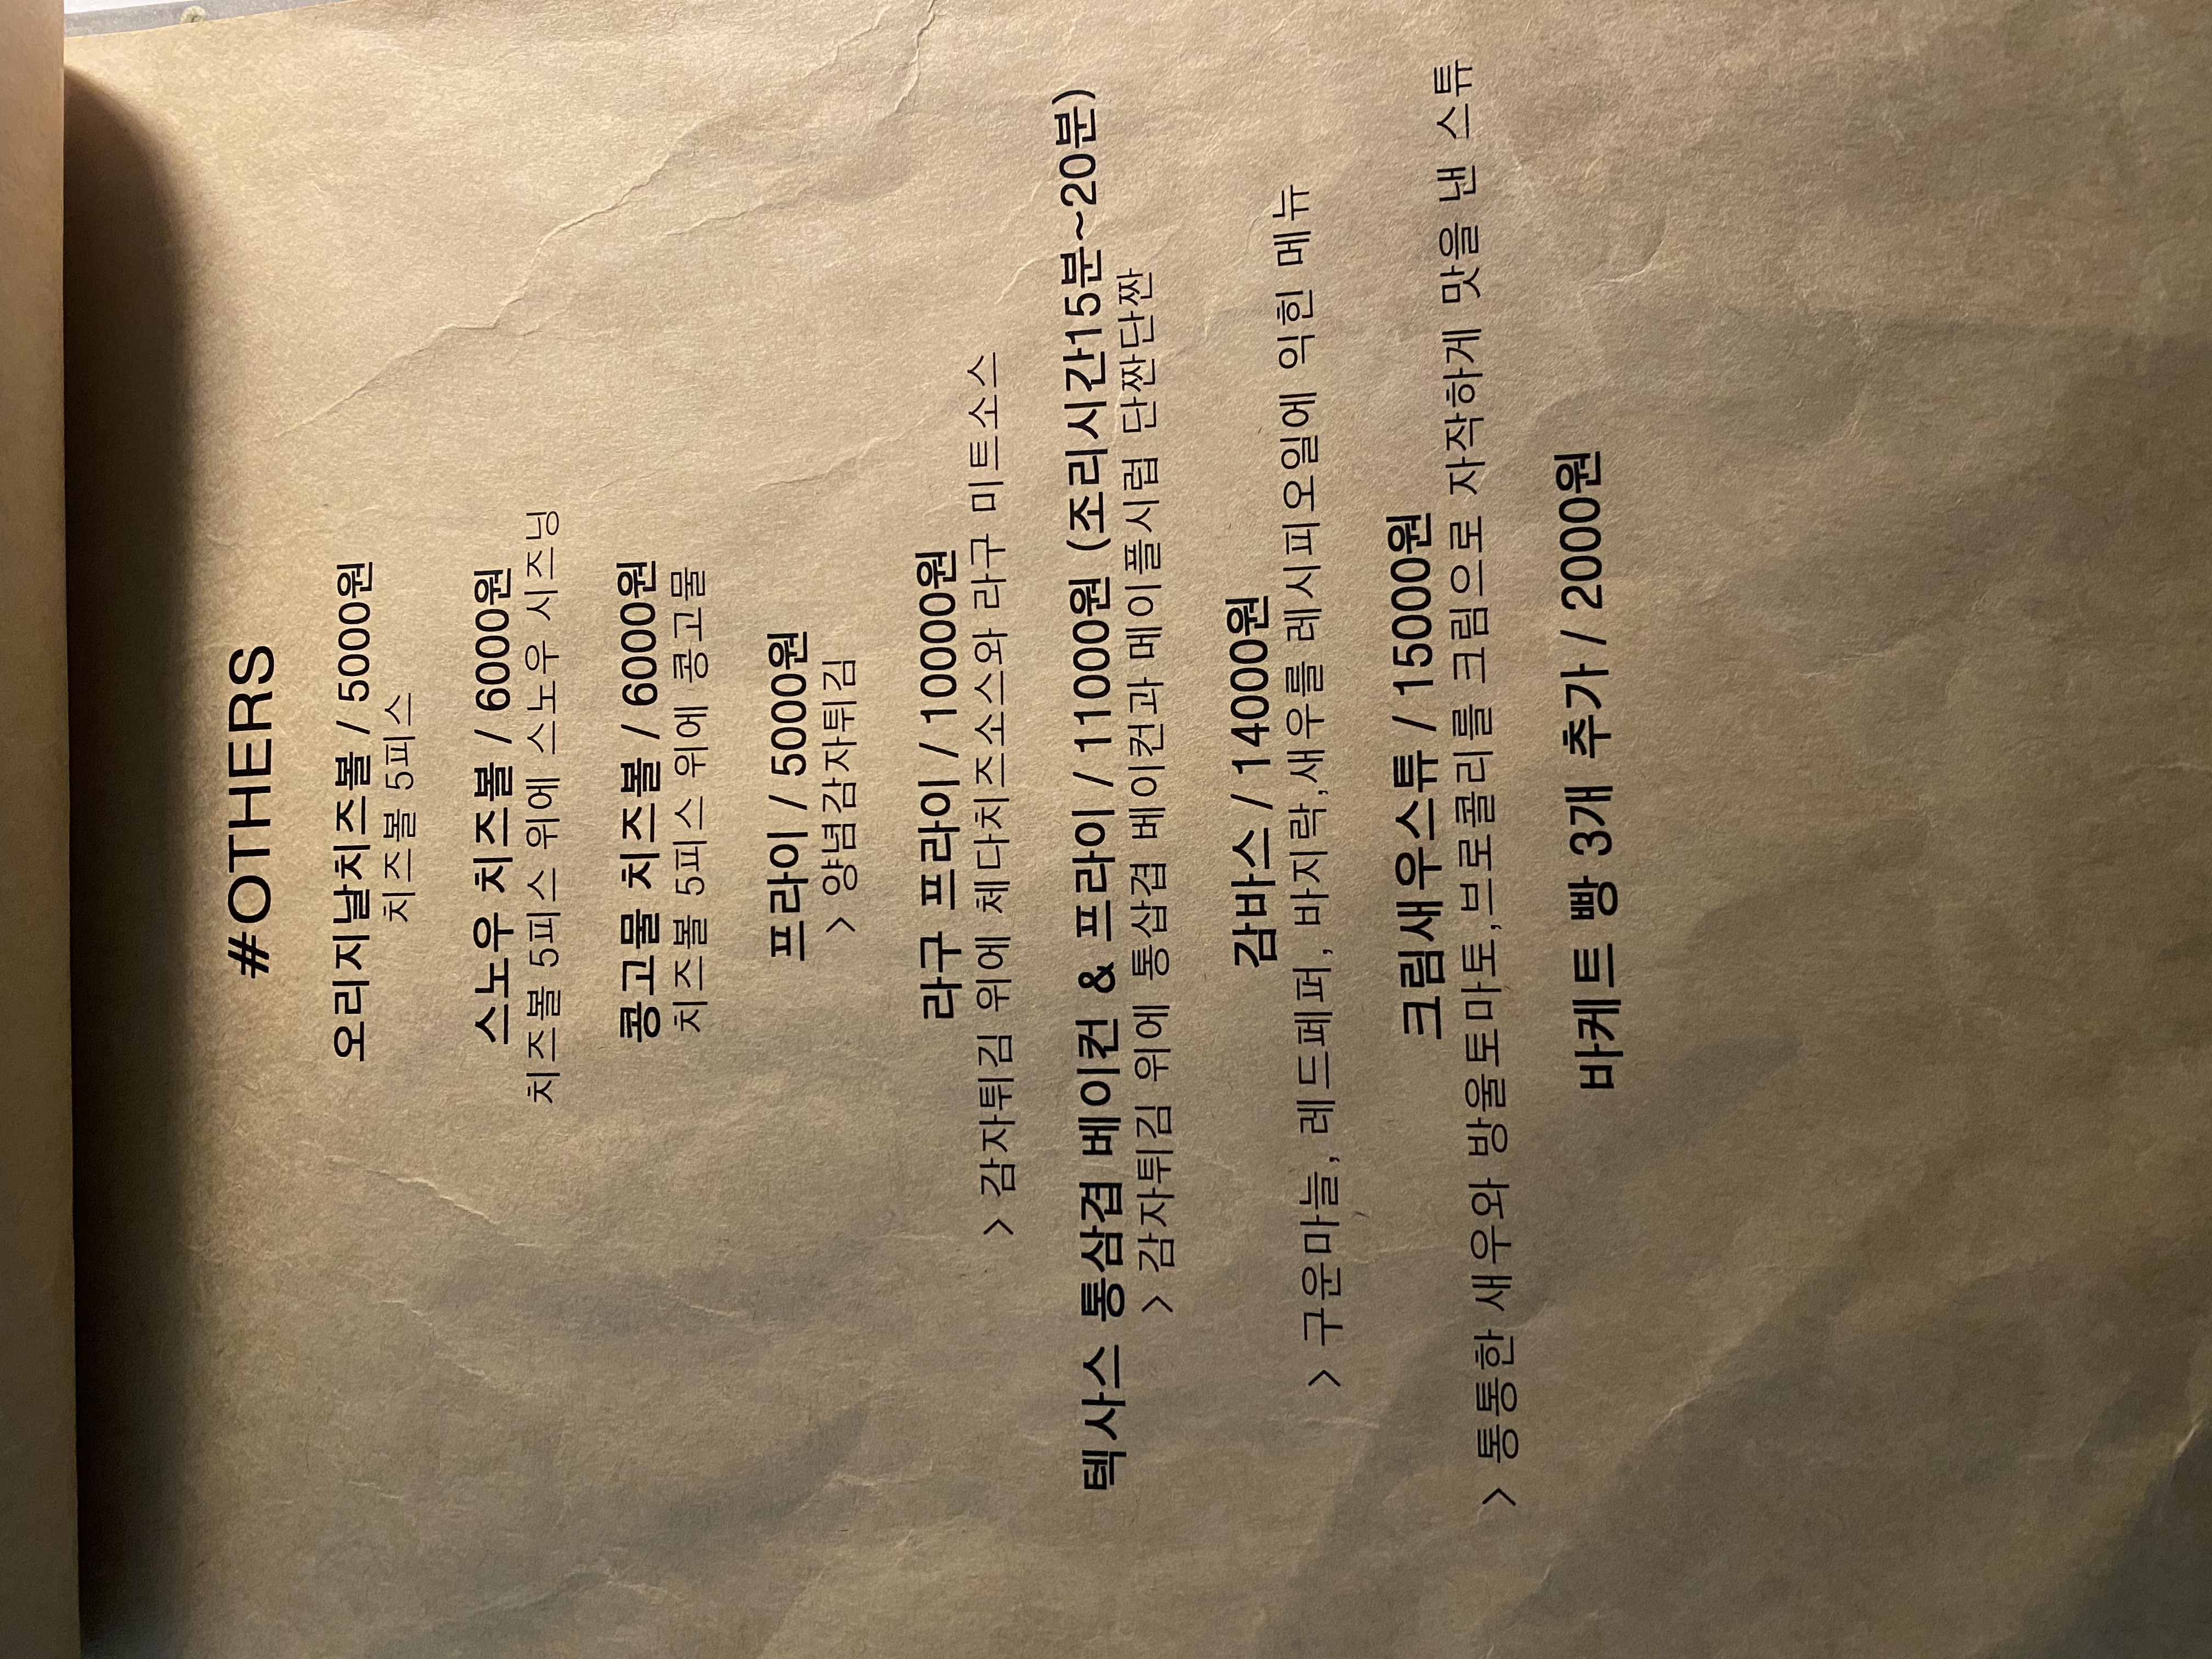 #OTHERS
오리지날치즈볼 / 5000원
치즈볼 5피스
스노우 치즈볼 / 6000원
치즈볼 5피스 위에 스노우 시즈닝
콩고물 치즈볼 / 6000원
치즈볼 5피스 위에 콩고물
프라이 / 5000원
> 양념감자튀김
라구 프라이 / 10000원
> 감자튀김 위에 체다치즈소스와 라구 미트소스
텍사스 통삼겹 베이컨 & 프라이 / 11000원 (조리시간15분~20분)
> 감자튀김 위에 통삼겹 베이컨과 메이플시럽 단짠단짠
감바스 / 14000원
> 구운마늘, 레드페퍼, 바지락,새우를 레시피오일에 익힌 메뉴
크림새우스튜 / 15000원
> 통통한 새우와 방울토마토,브로콜리를 크림으로 자작하게 맛을 낸 스튜
바케트 빵 3개 추가 / 2000원